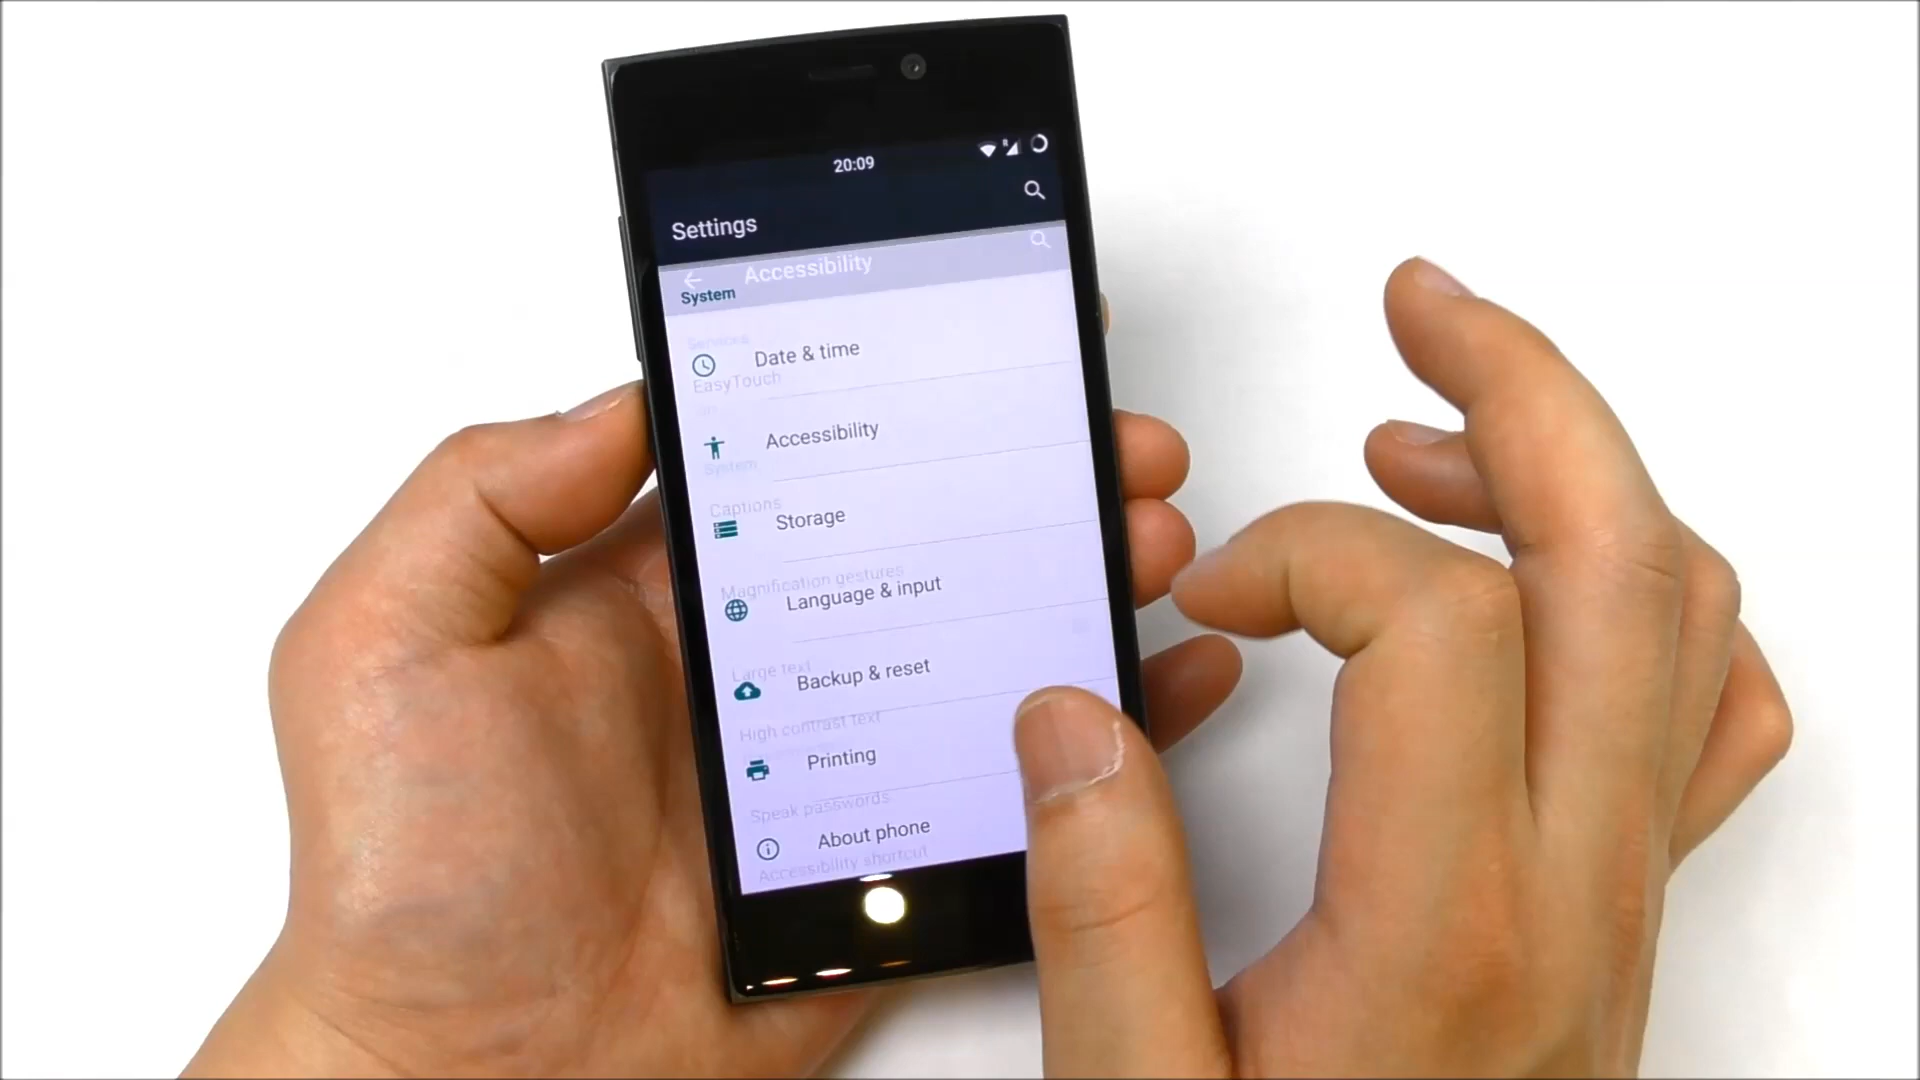 20:09
R
Settings
Accessibility
System
Services
Date & time
EasyTouch
Accessibility
System
Captions
Storage
Magnification gestures
Language & input
Large text
Backup & reset
High contrast text
Printing
Speak passwords
About phone
Accessibility shortcut